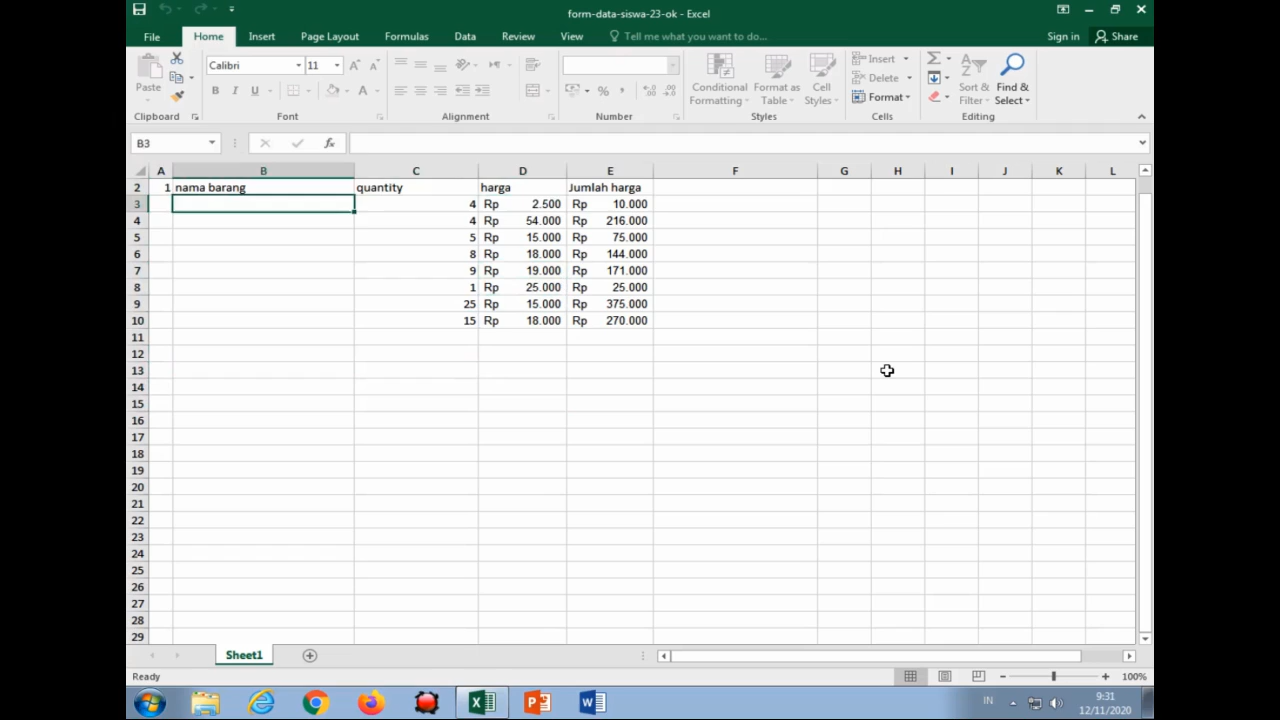 form-data-siswa-23-ok - Excel
File Home Insert Page Layout Formulas Data Review View Tell me what you want to do... Sign in Share
Paste Calibri 11 Conditional Formatting Format as Table Cell Styles Insert Delete Format Sort & Filter Find & Select
Clipboard Font Alignment Number Styles Cells Editing
B3 fx
A B C D E F G H I J K L
2 1 nama barang quantity harga Jumlah harga
3 4 Rp 2.500 Rp 10.000
4 4 Rp 54.000 Rp 216.000
5 5 Rp 15.000 Rp 75.000
6 8 Rp 18.000 Rp 144.000
7 9 Rp 19.000 Rp 171.000
8 1 Rp 25.000 Rp 25.000
9 25 Rp 15.000 Rp 375.000
10 15 Rp 18.000 Rp 270.000
11
12
13
14
15
16
17
18
19
20
21
22
23
24
25
26
27
28
29
Sheet1
Ready 100%
IN 9:31
12/11/2020